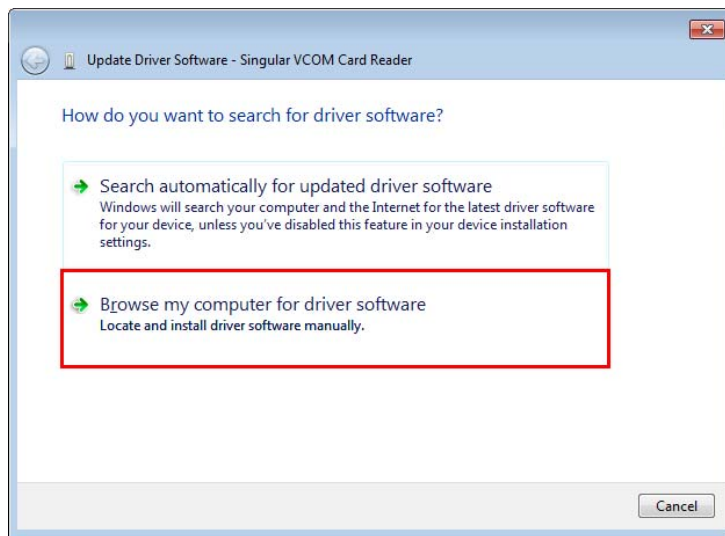 Update Driver Software - Singular VCOM Card Reader
How do you want to search for driver software?
Search automatically for updated driver software
Windows will search your computer and the Internet for the latest driver software
for your device, unless you've disabled this feature in your device installation
settings.
Browse my computer for driver software
Locate and install driver software manually.
Cancel